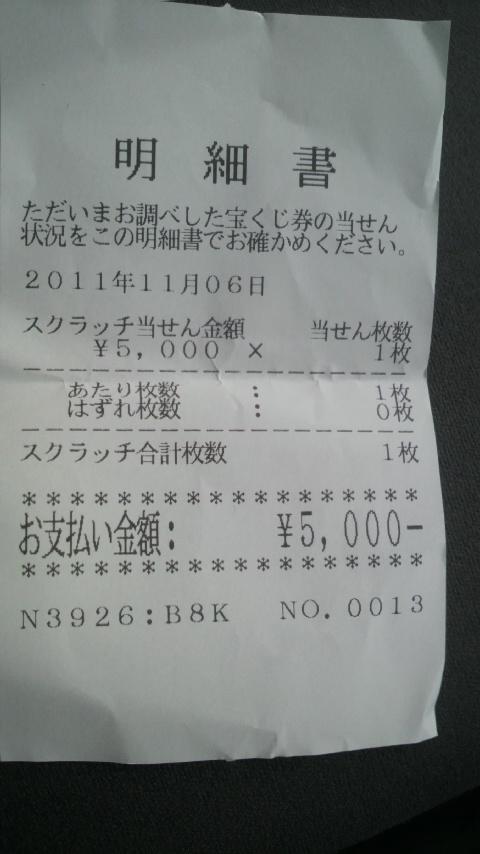 明細書
ただいまお調べした宝くじ券の当せん
状況をこの明細書でお確かめください。
2011年11月06日
スクラッチ当せん金額 当せん枚数
¥5,000 × 1枚
あたり枚数 : 1枚
はずれ枚数 : 0枚
スクラッチ合計枚数 1枚
*****************
お支払い金額: ¥5,000-
*****************
N3926:B8K NO.0013